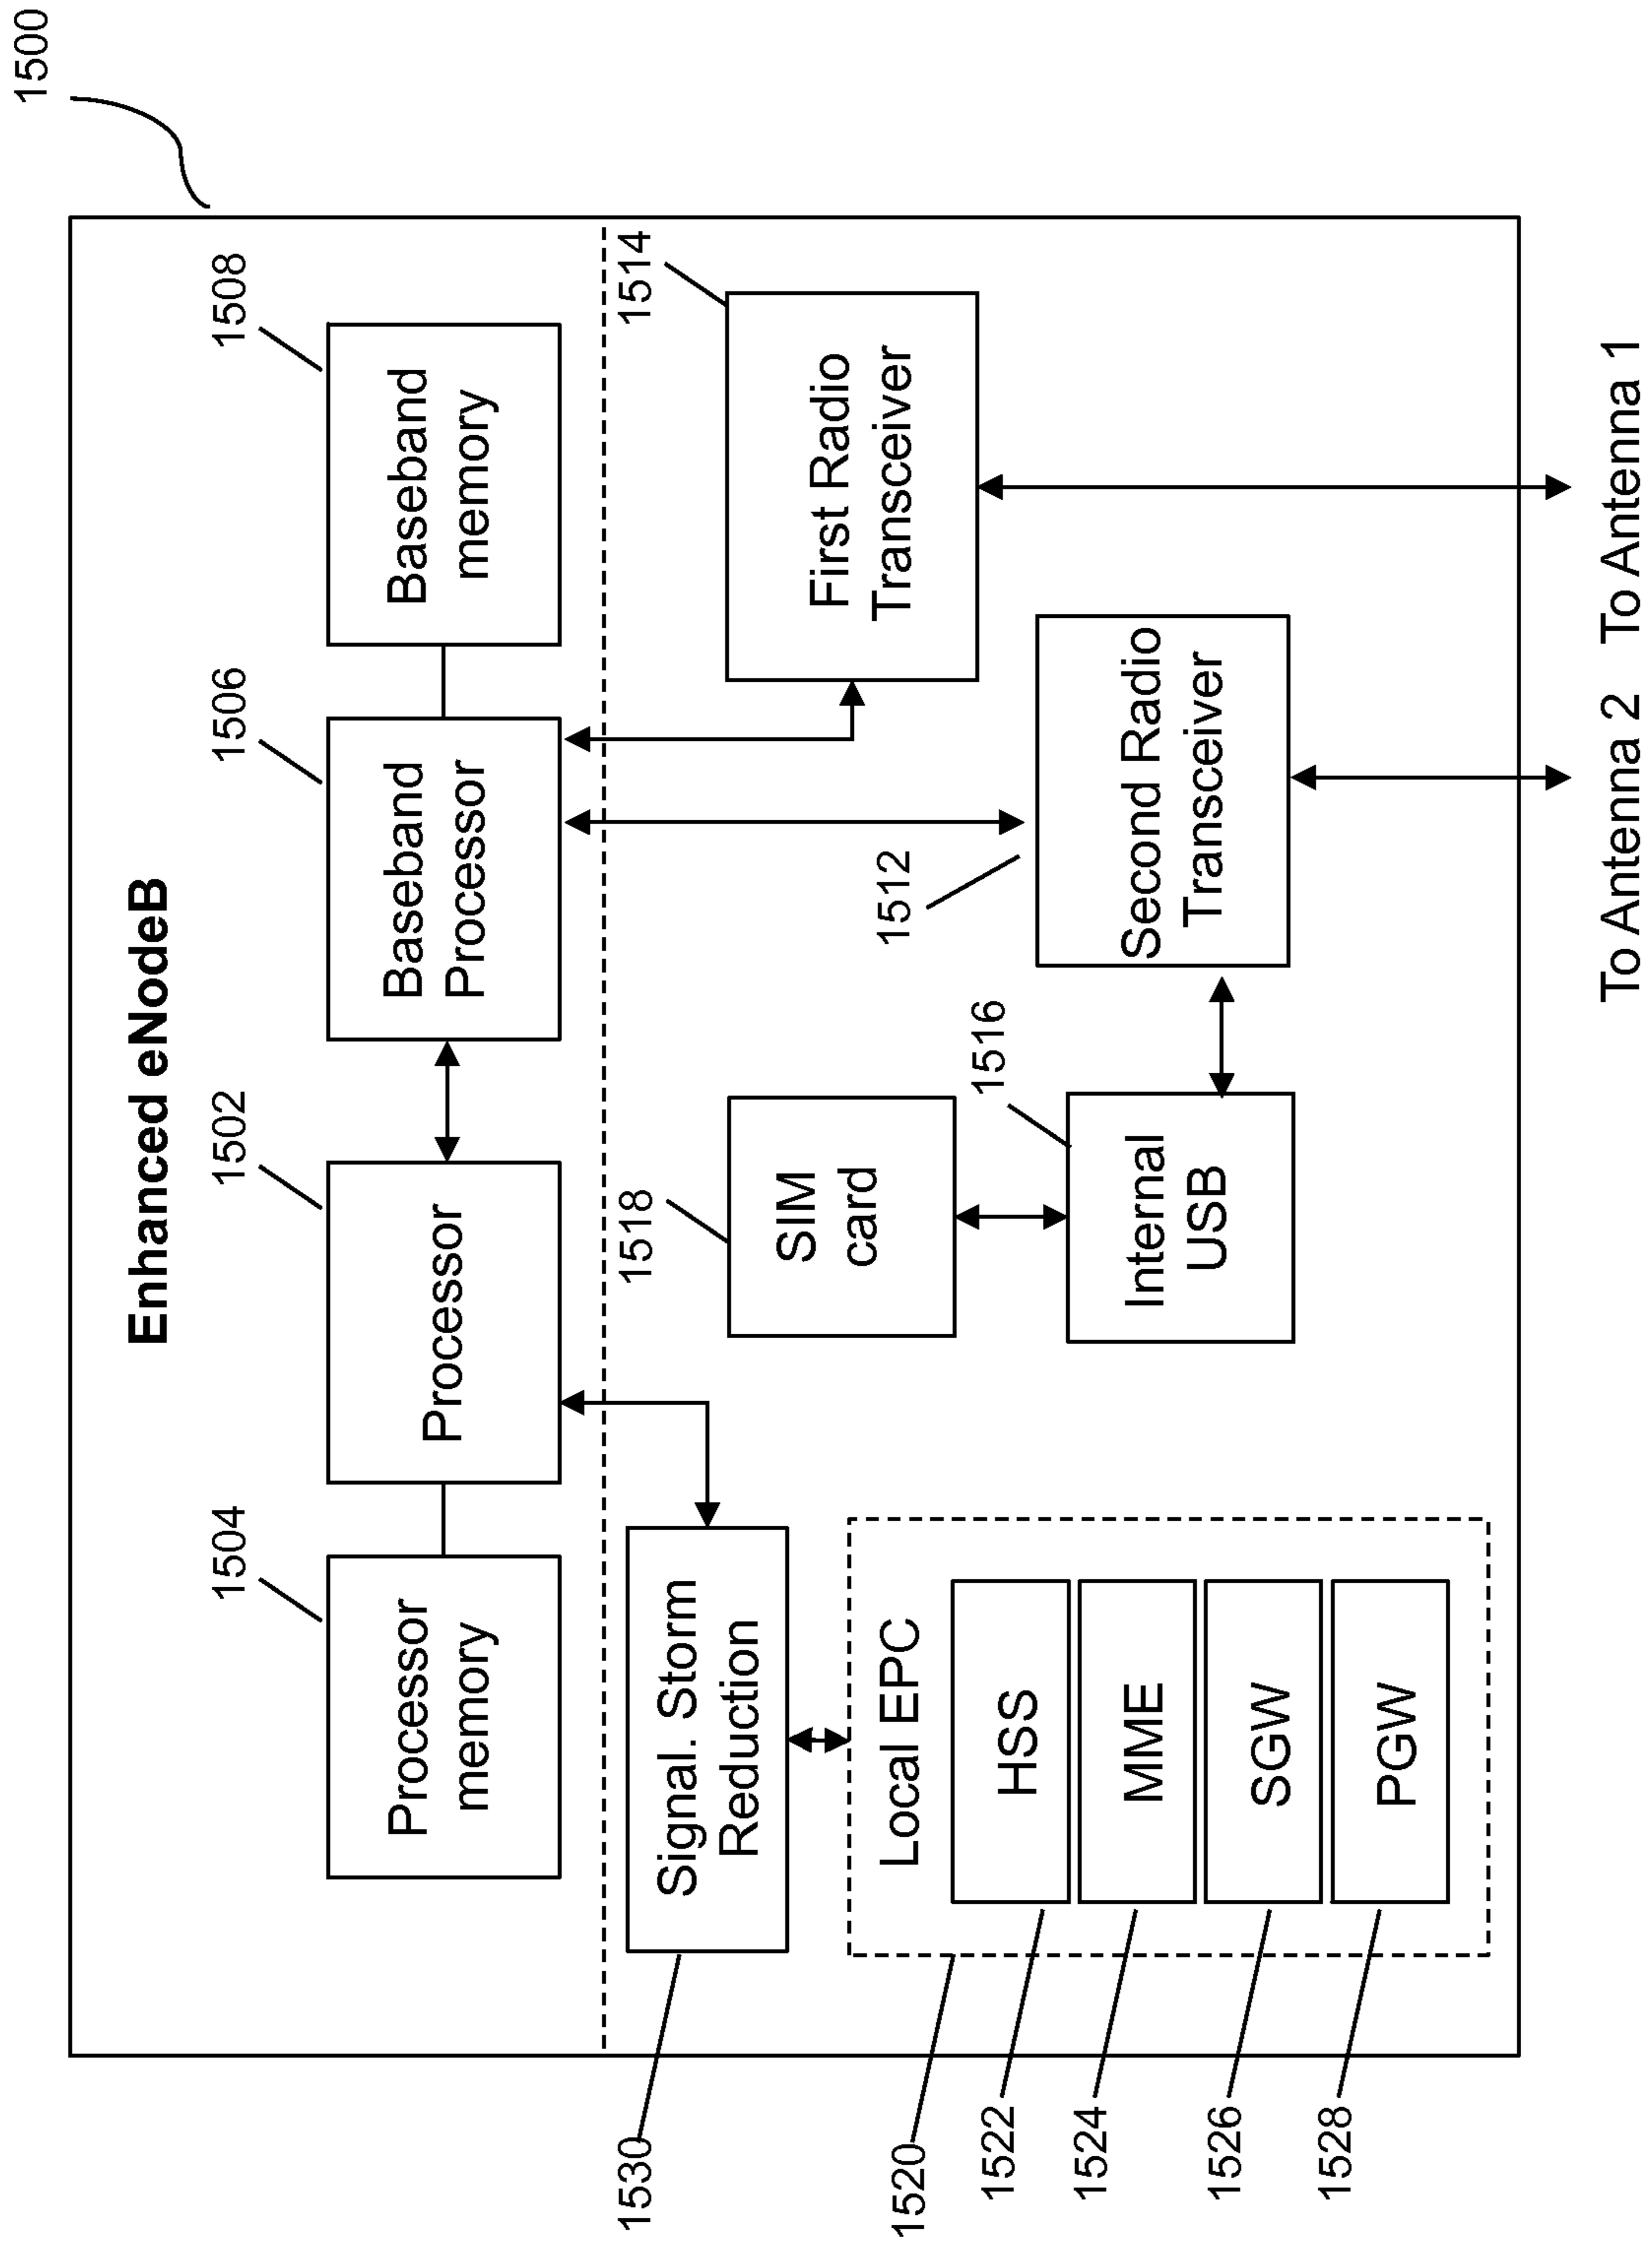 1500
Enhanced eNodeB
1504
1502
1506
1508
Processor
memory
Processor
Baseband
Processor
Baseband
memory
1530
Signal. Storm
Reduction
1518
SIM
card
1514
First Radio
Transceiver
1512
1520
Local EPC
1522
HSS
1524
MME
1526
SGW
1528
PGW
1516
Internal
USB
Second Radio
Transceiver
To Antenna 2
To Antenna 1